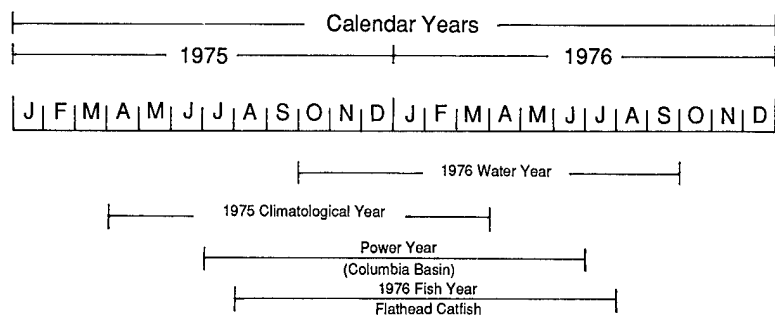 Calendar Years
1975 1976
J F M A M J J A S O N D J F M A M J J A S O N D
1976 Water Year
1975 Climatological Year
Power Year
(Columbia Basin)
1976 Fish Year
Flathead Catfish